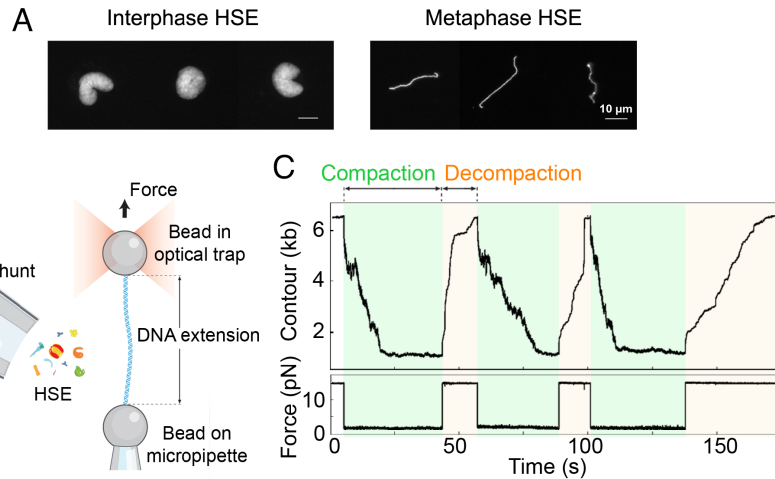 A
Interphase HSE
Metaphase HSE
10 µm
Force
Bead in
optical trap
hunt
DNA extension
HSE
Bead on
micropipette
C
Compaction
Decompaction
Contour (kb)
6
4
2
Force (pN)
10
0
0
50
100
150
Time (s)